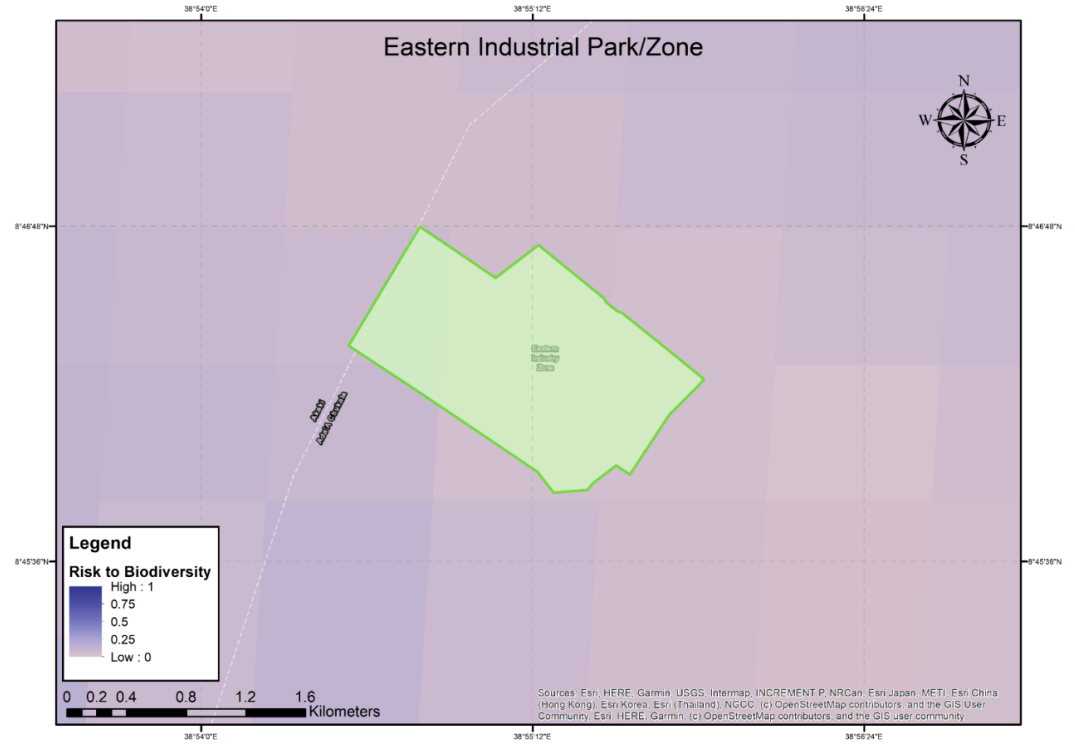 38°54'0"E 38°55'12"E 38°56'24"E
Eastern Industrial Park/Zone
N
W E
S
8°46'48"N 8°46'48"N
Eastern
Industry
Zone
Akaki
8°45'36"N 8°45'36"N
Legend
Risk to Biodiversity
High : 1
0.75
0.5
0.25
Low : 0
0 0.2 0.4 0.8 1.2 1.6
Kilometers
Sources: Esri, HERE, Garmin, USGS, Intermap, INCREMENT P, NRCan, Esri Japan, METI, Esri China
(Hong Kong), Esri Korea, Esri (Thailand), NGCC, (c) OpenStreetMap contributors, and the GIS User
Community, Esri, HERE, Garmin, (c) OpenStreetMap contributors, and the GIS user community
38°54'0"E 38°55'12"E 38°56'24"E